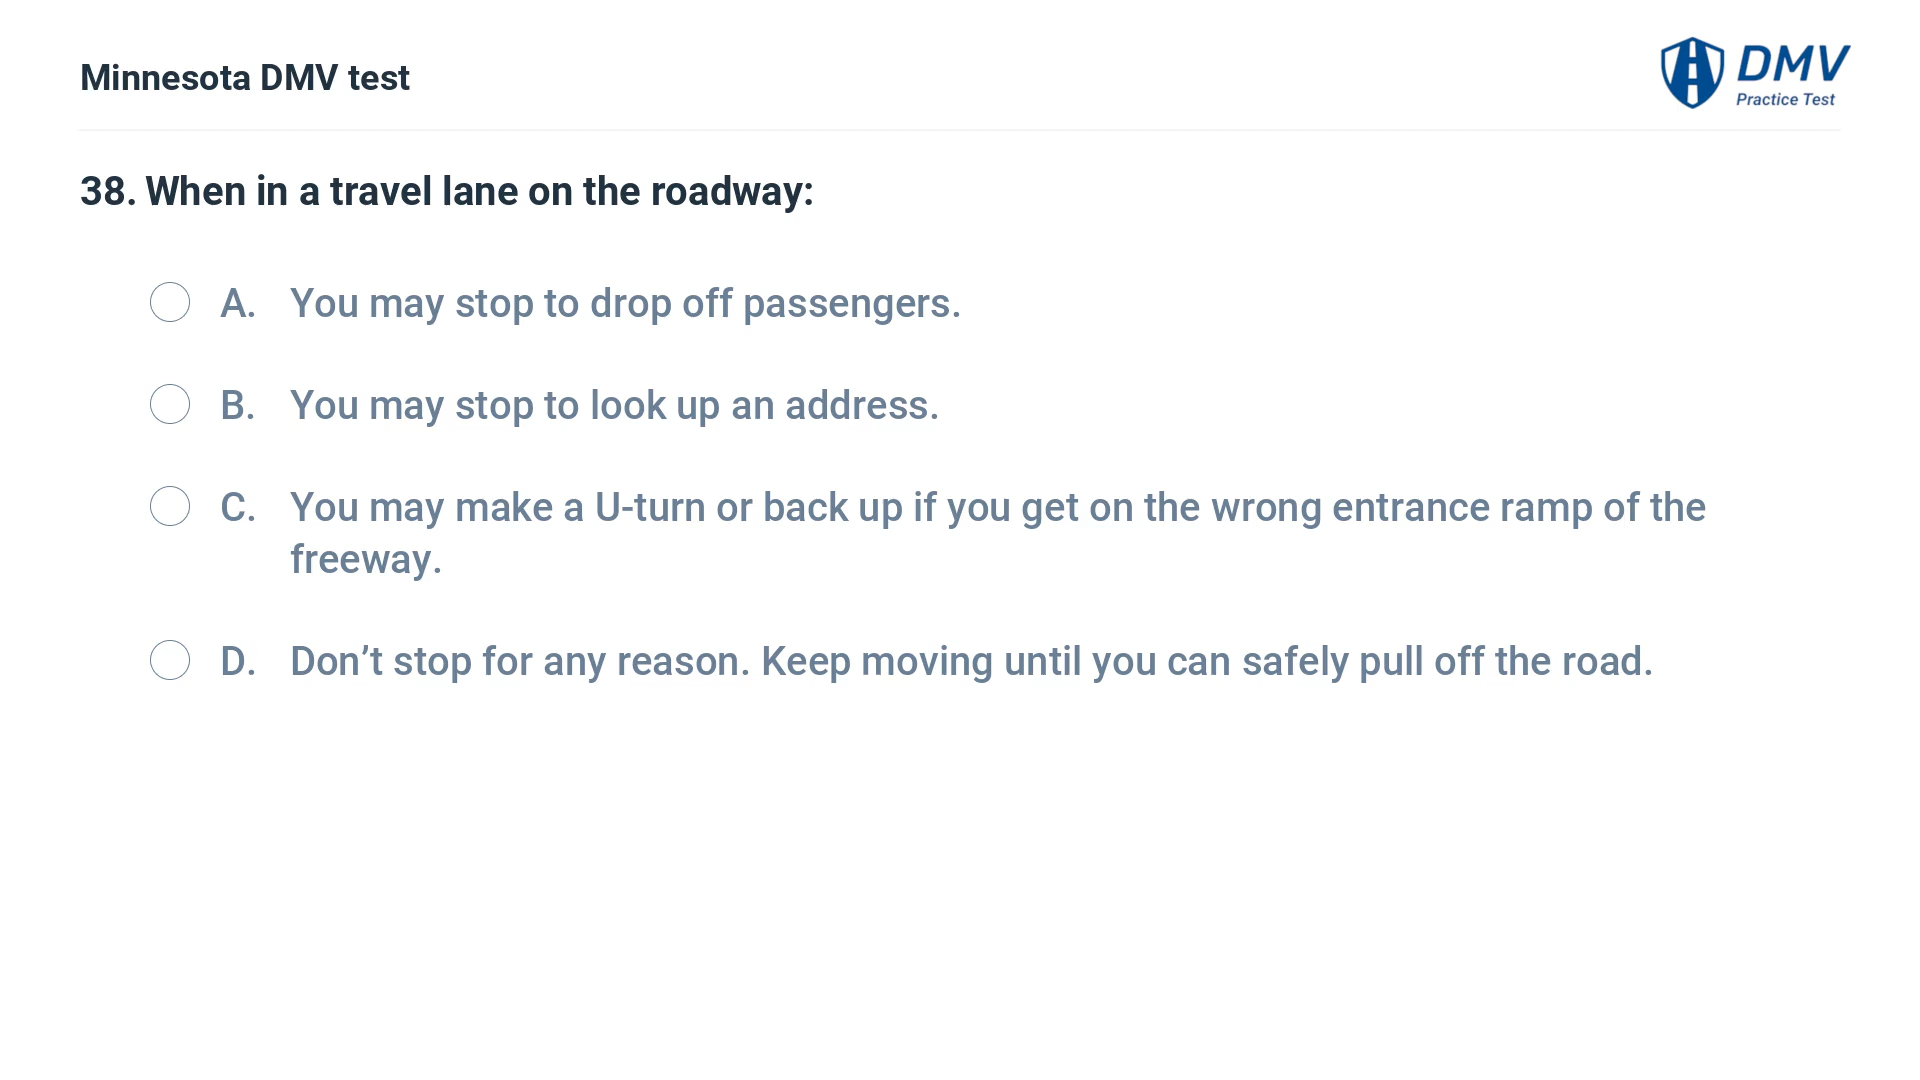 Minnesota DMV test
DMV
Practice Test
38. When in a travel lane on the roadway:
A. You may stop to drop off passengers.
B. You may stop to look up an address.
C. You may make a U-turn or back up if you get on the wrong entrance ramp of the
freeway.
D. Don’t stop for any reason. Keep moving until you can safely pull off the road.